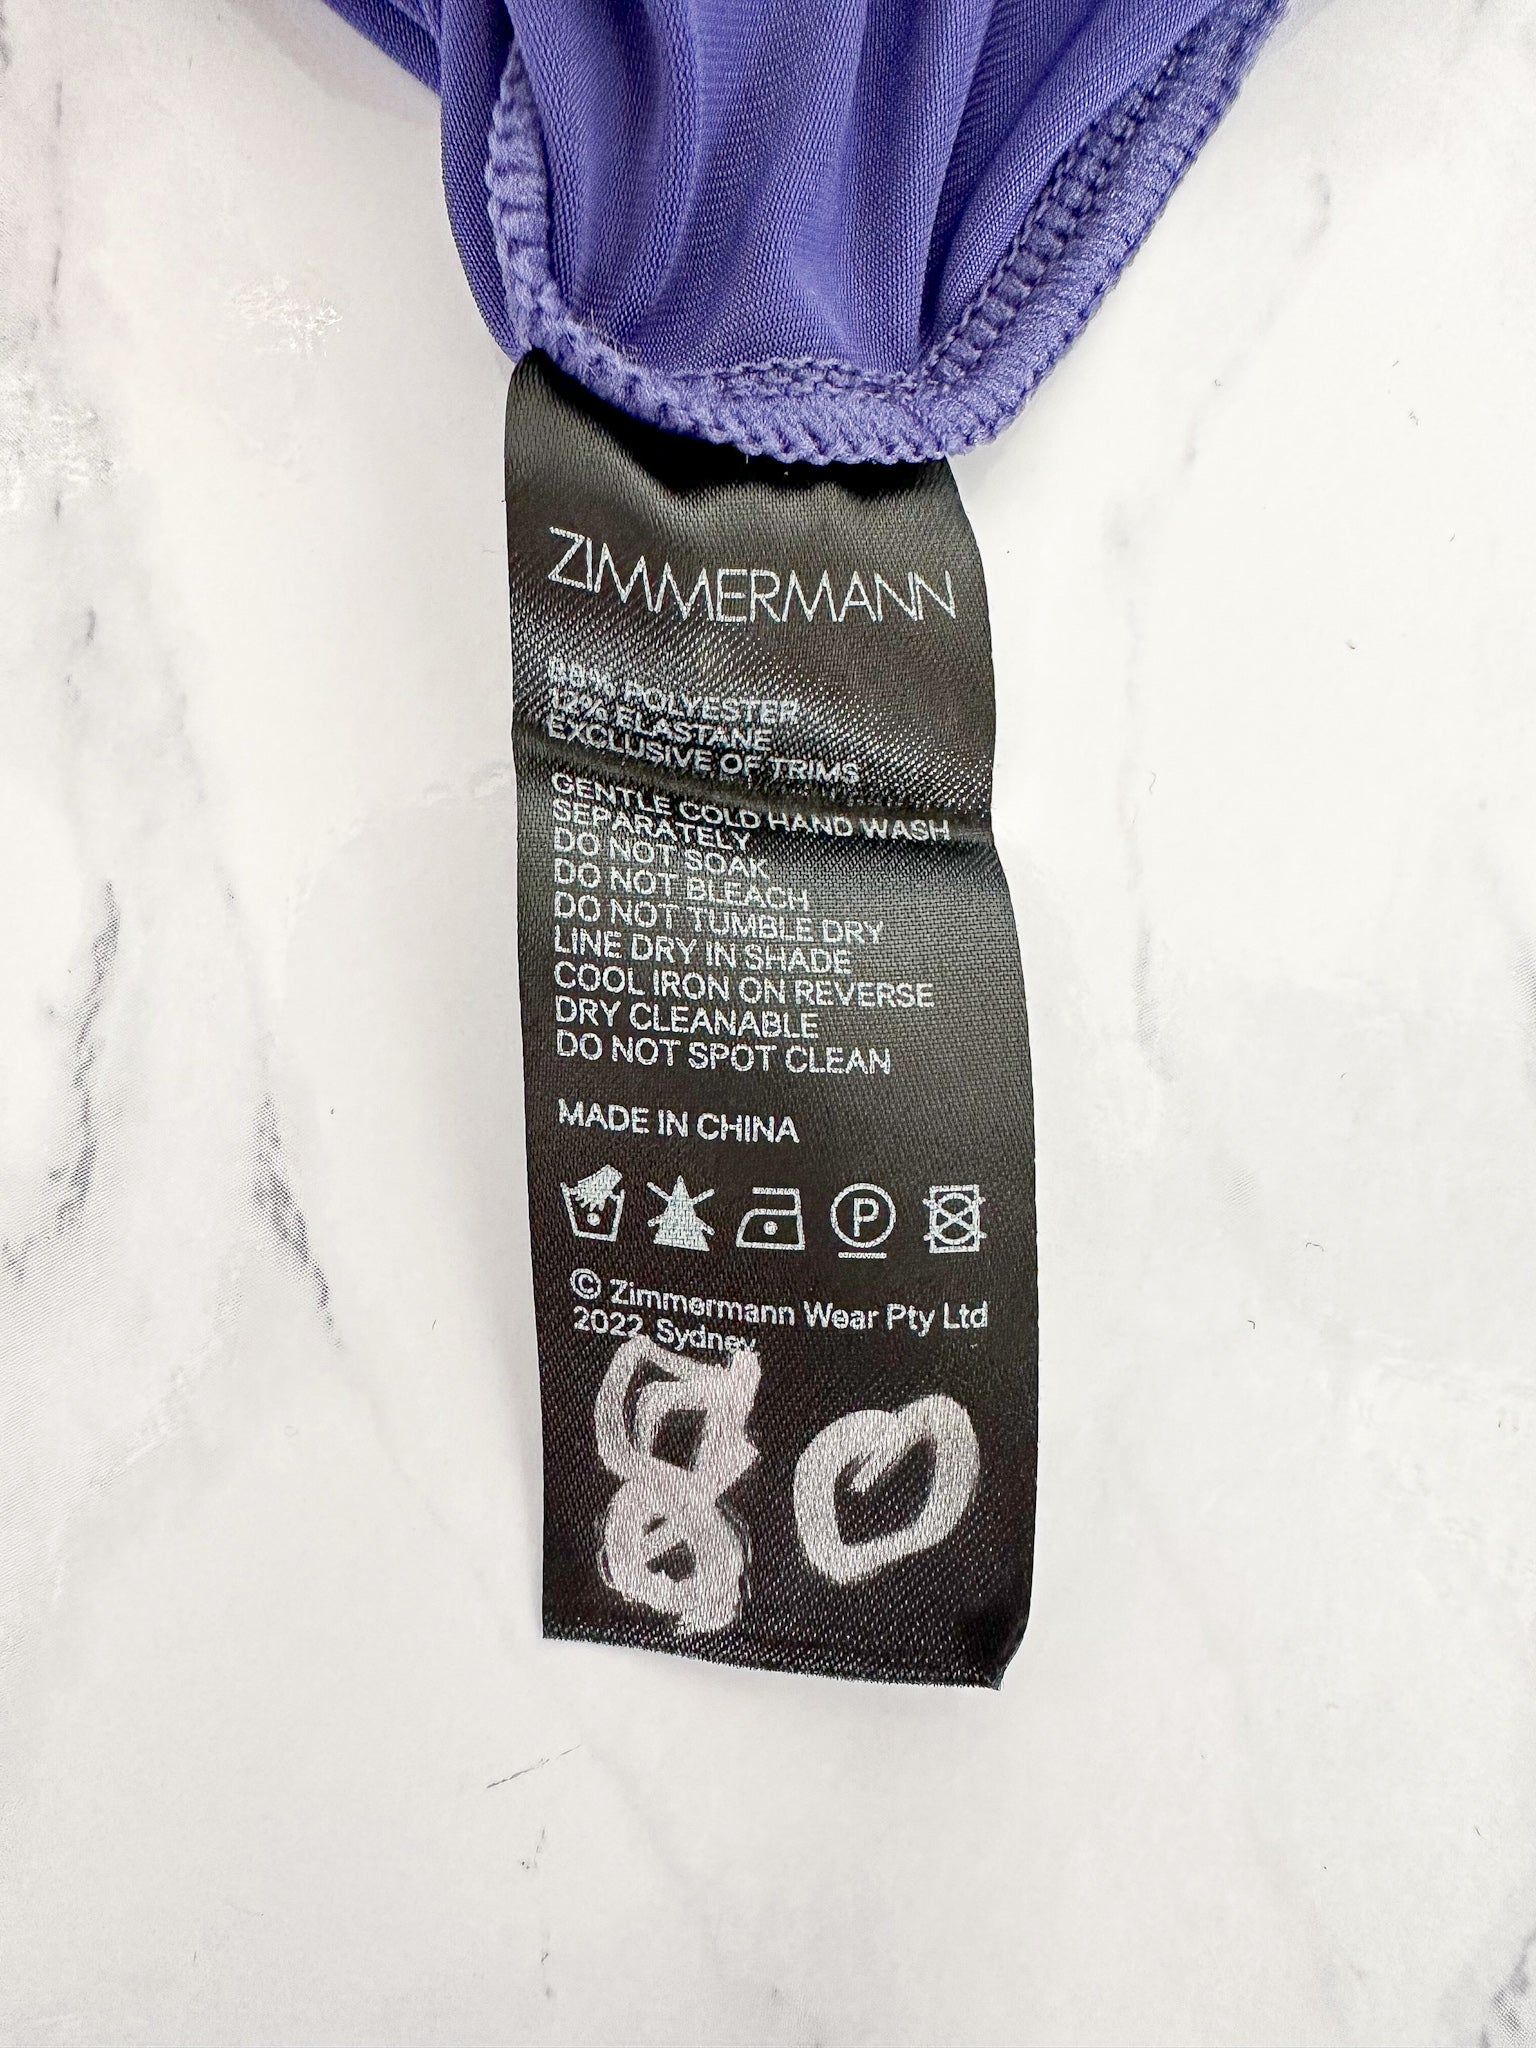 ZIMMERMANN
88% POLYESTER
12% ELASTANE
EXCLUSIVE OF TRIMS
GENTLE COLD HAND WASH
SEPARATELY
DO NOT SOAK
DO NOT BLEACH
DO NOT TUMBLE DRY
LINE DRY IN SHADE
COOL IRON ON REVERSE
DRY CLEANABLE
DO NOT SPOT CLEAN
MADE IN CHINA
P
© Zimmermann Wear Pty Ltd
2022 Sydney
80